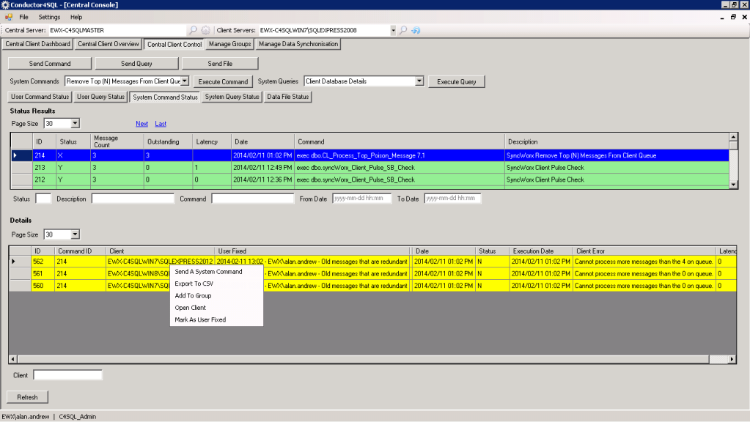 Conductor4SQL - [Central Console]
File Settings Help
Central Server: EWX-C4SQLMASTER Client Servers: EWX-C4SQLWIN7\SQLEXPRESS2008
Central Client Dashboard Central Client Overview Central Client Control Manage Groups Manage Data Synchronisation
Send Command Send Query Send File
System Commands Remove Top (N) Messages From Client Que Execute Command System Queries Client Database Details Execute Query
User Command Status User Query Status System Command Status System Query Status Data File Status
Status Results
Page Size 30 Next Last
ID Status Message Count Outstanding Latency Date Command Description
214 X 3 3 2014/02/11 01:02 PM exec dbo.CL_Process_Top_Poison_Message 7,1 SyncWorx Remove Top (N) Messages From Client Queue
213 Y 3 0 1 2014/02/11 12:49 PM exec dbo.syncWorx_Client_Pulse_SB_Check SyncWorx Client Pulse Check
212 Y 3 0 0 2014/02/11 12:36 PM exec dbo.syncWorx_Client_Pulse_SB_Check SyncWorx Client Pulse Check
Status Description Command From Date yyyy-mm-dd hh:mm To Date yyyy-mm-dd hh:mm
Details
Page Size 30
ID Command ID Client User Fixed Date Status Execution Date Client Error Latenc
562 214 EWX-C4SQLWIN7\SQLEXPRESS2012 2014-02-11 13:02 - EWX\alan.andrew - Old messages that are redundant 2014/02/11 01:02 PM N 2014/02/11 01:02 PM Cannot process more messages than the 4 on queue. 0
561 214 EWX-C4SQLWIN8\SQ - EWX\alan.andrew - Old messages that are redundant 2014/02/11 01:02 PM N 2014/02/11 01:02 PM Cannot process more messages than the 0 on queue. 0
560 214 EWX-C4SQLWIN7\SQ - EWX\alan.andrew - Old messages that are redundant 2014/02/11 01:02 PM N 2014/02/11 01:02 PM Cannot process more messages than the 0 on queue. 0
Send A System Command
Export To CSV
Add To Group
Open Client
Mark As User Fixed
Client
Refresh
EWX\alan.andrew | C4SQL_Admin